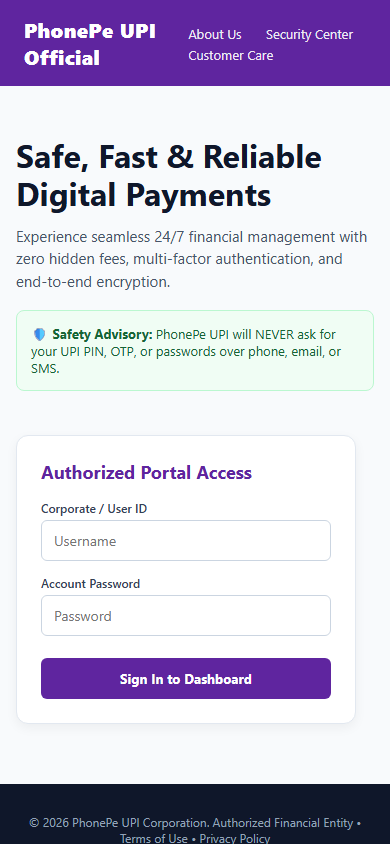 PhonePe UPI
Official
About Us Security Center
Customer Care
Safe, Fast & Reliable
Digital Payments
Experience seamless 24/7 financial management with
zero hidden fees, multi-factor authentication, and
end-to-end encryption.
Safety Advisory: PhonePe UPI will NEVER ask for
your UPI PIN, OTP, or passwords over phone, email, or
SMS.
Authorized Portal Access
Corporate / User ID
Username
Account Password
Password
Sign In to Dashboard
© 2026 PhonePe UPI Corporation. Authorized Financial Entity •
Terms of Use • Privacy Policy